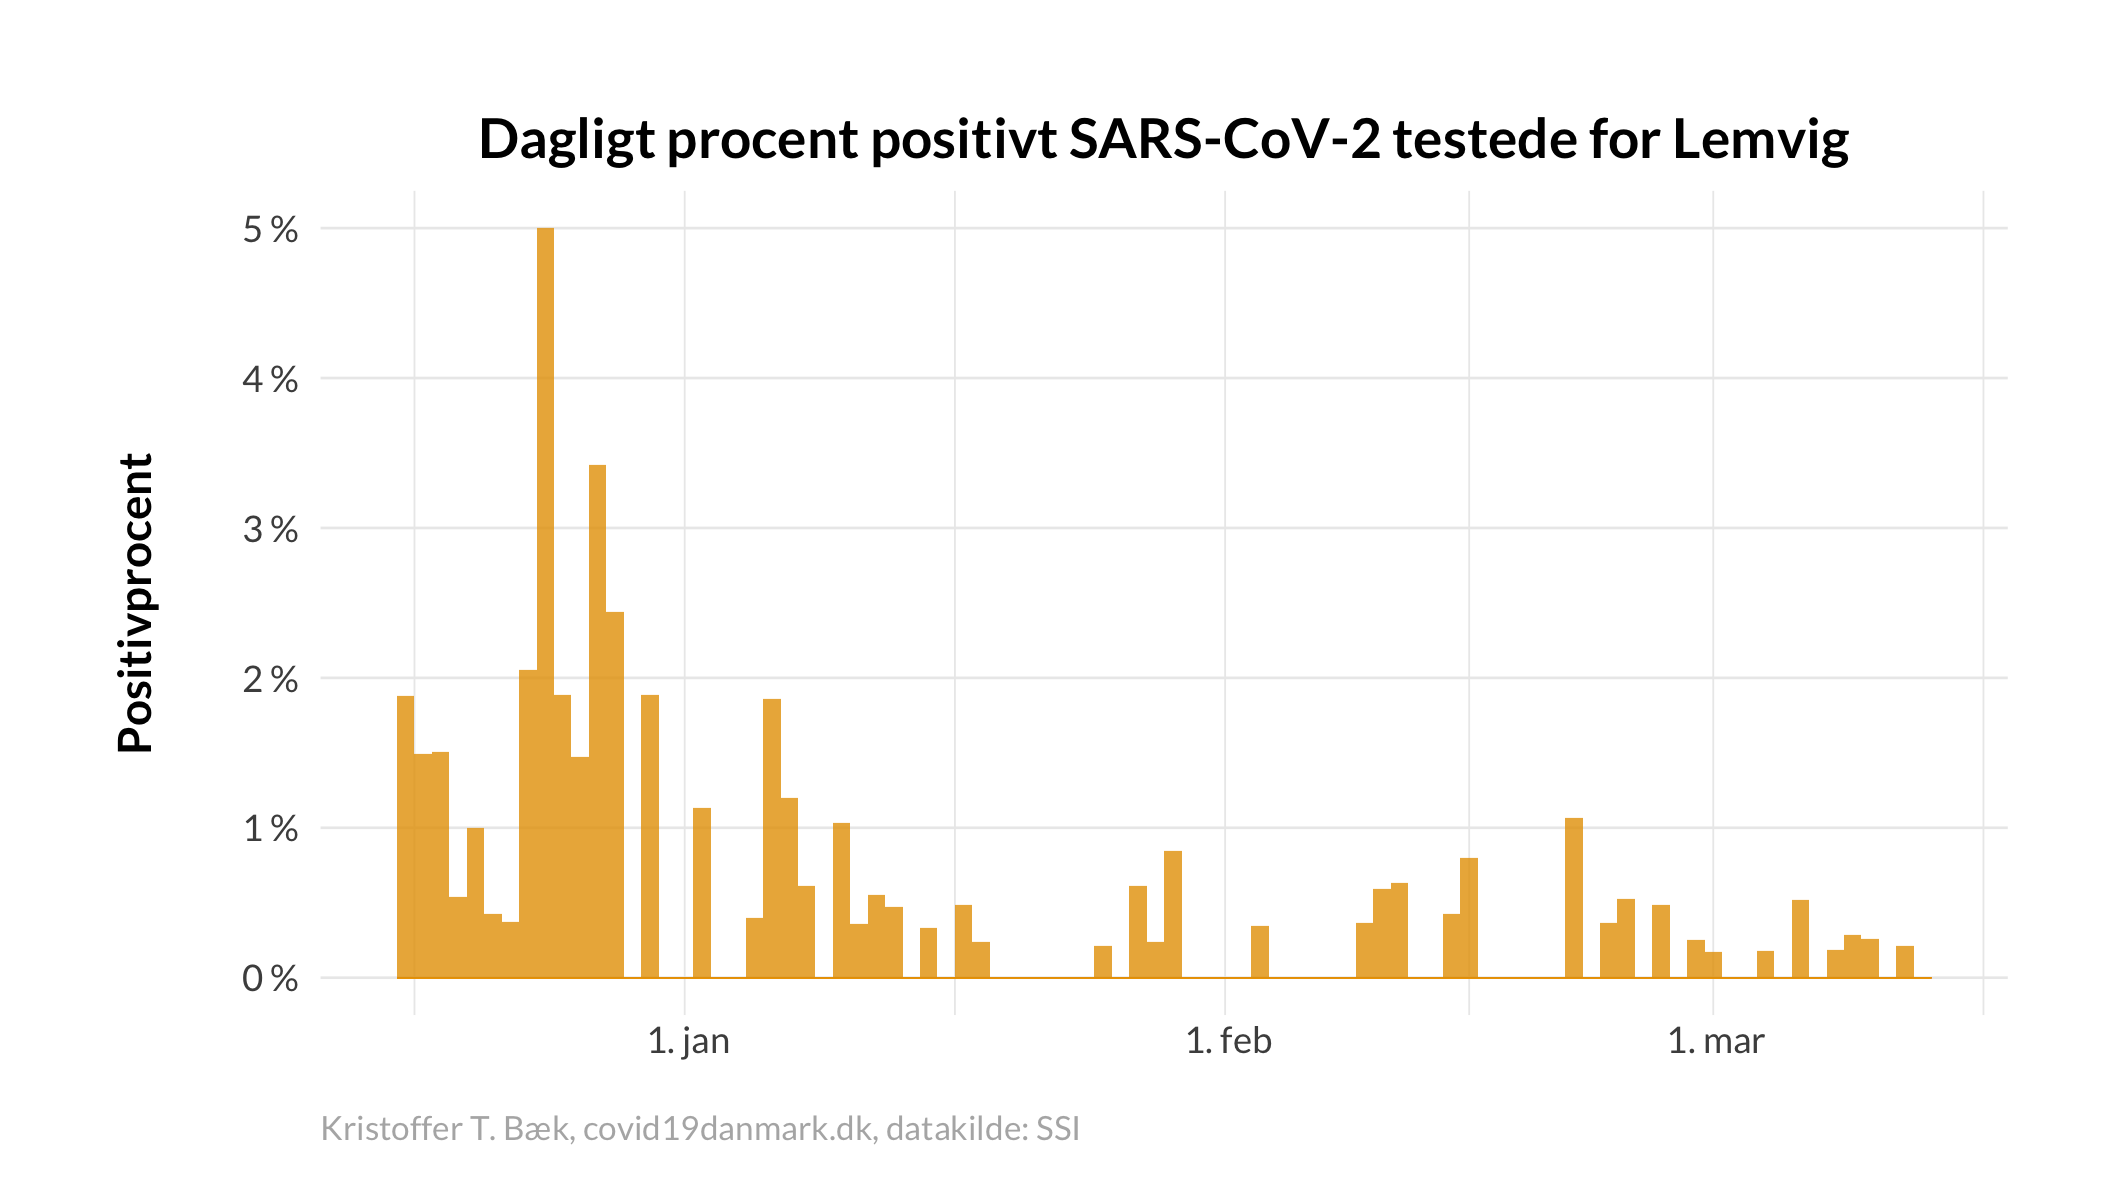 Dagligt procent positivt SARS-CoV-2 testede for Lemvig
Positivprocent
5 %
4 %
3 %
2 %
1 %
0 %
1. jan
1. feb
1. mar
Kristoffer T. Bæk, covid19danmark.dk, datakilde: SSI